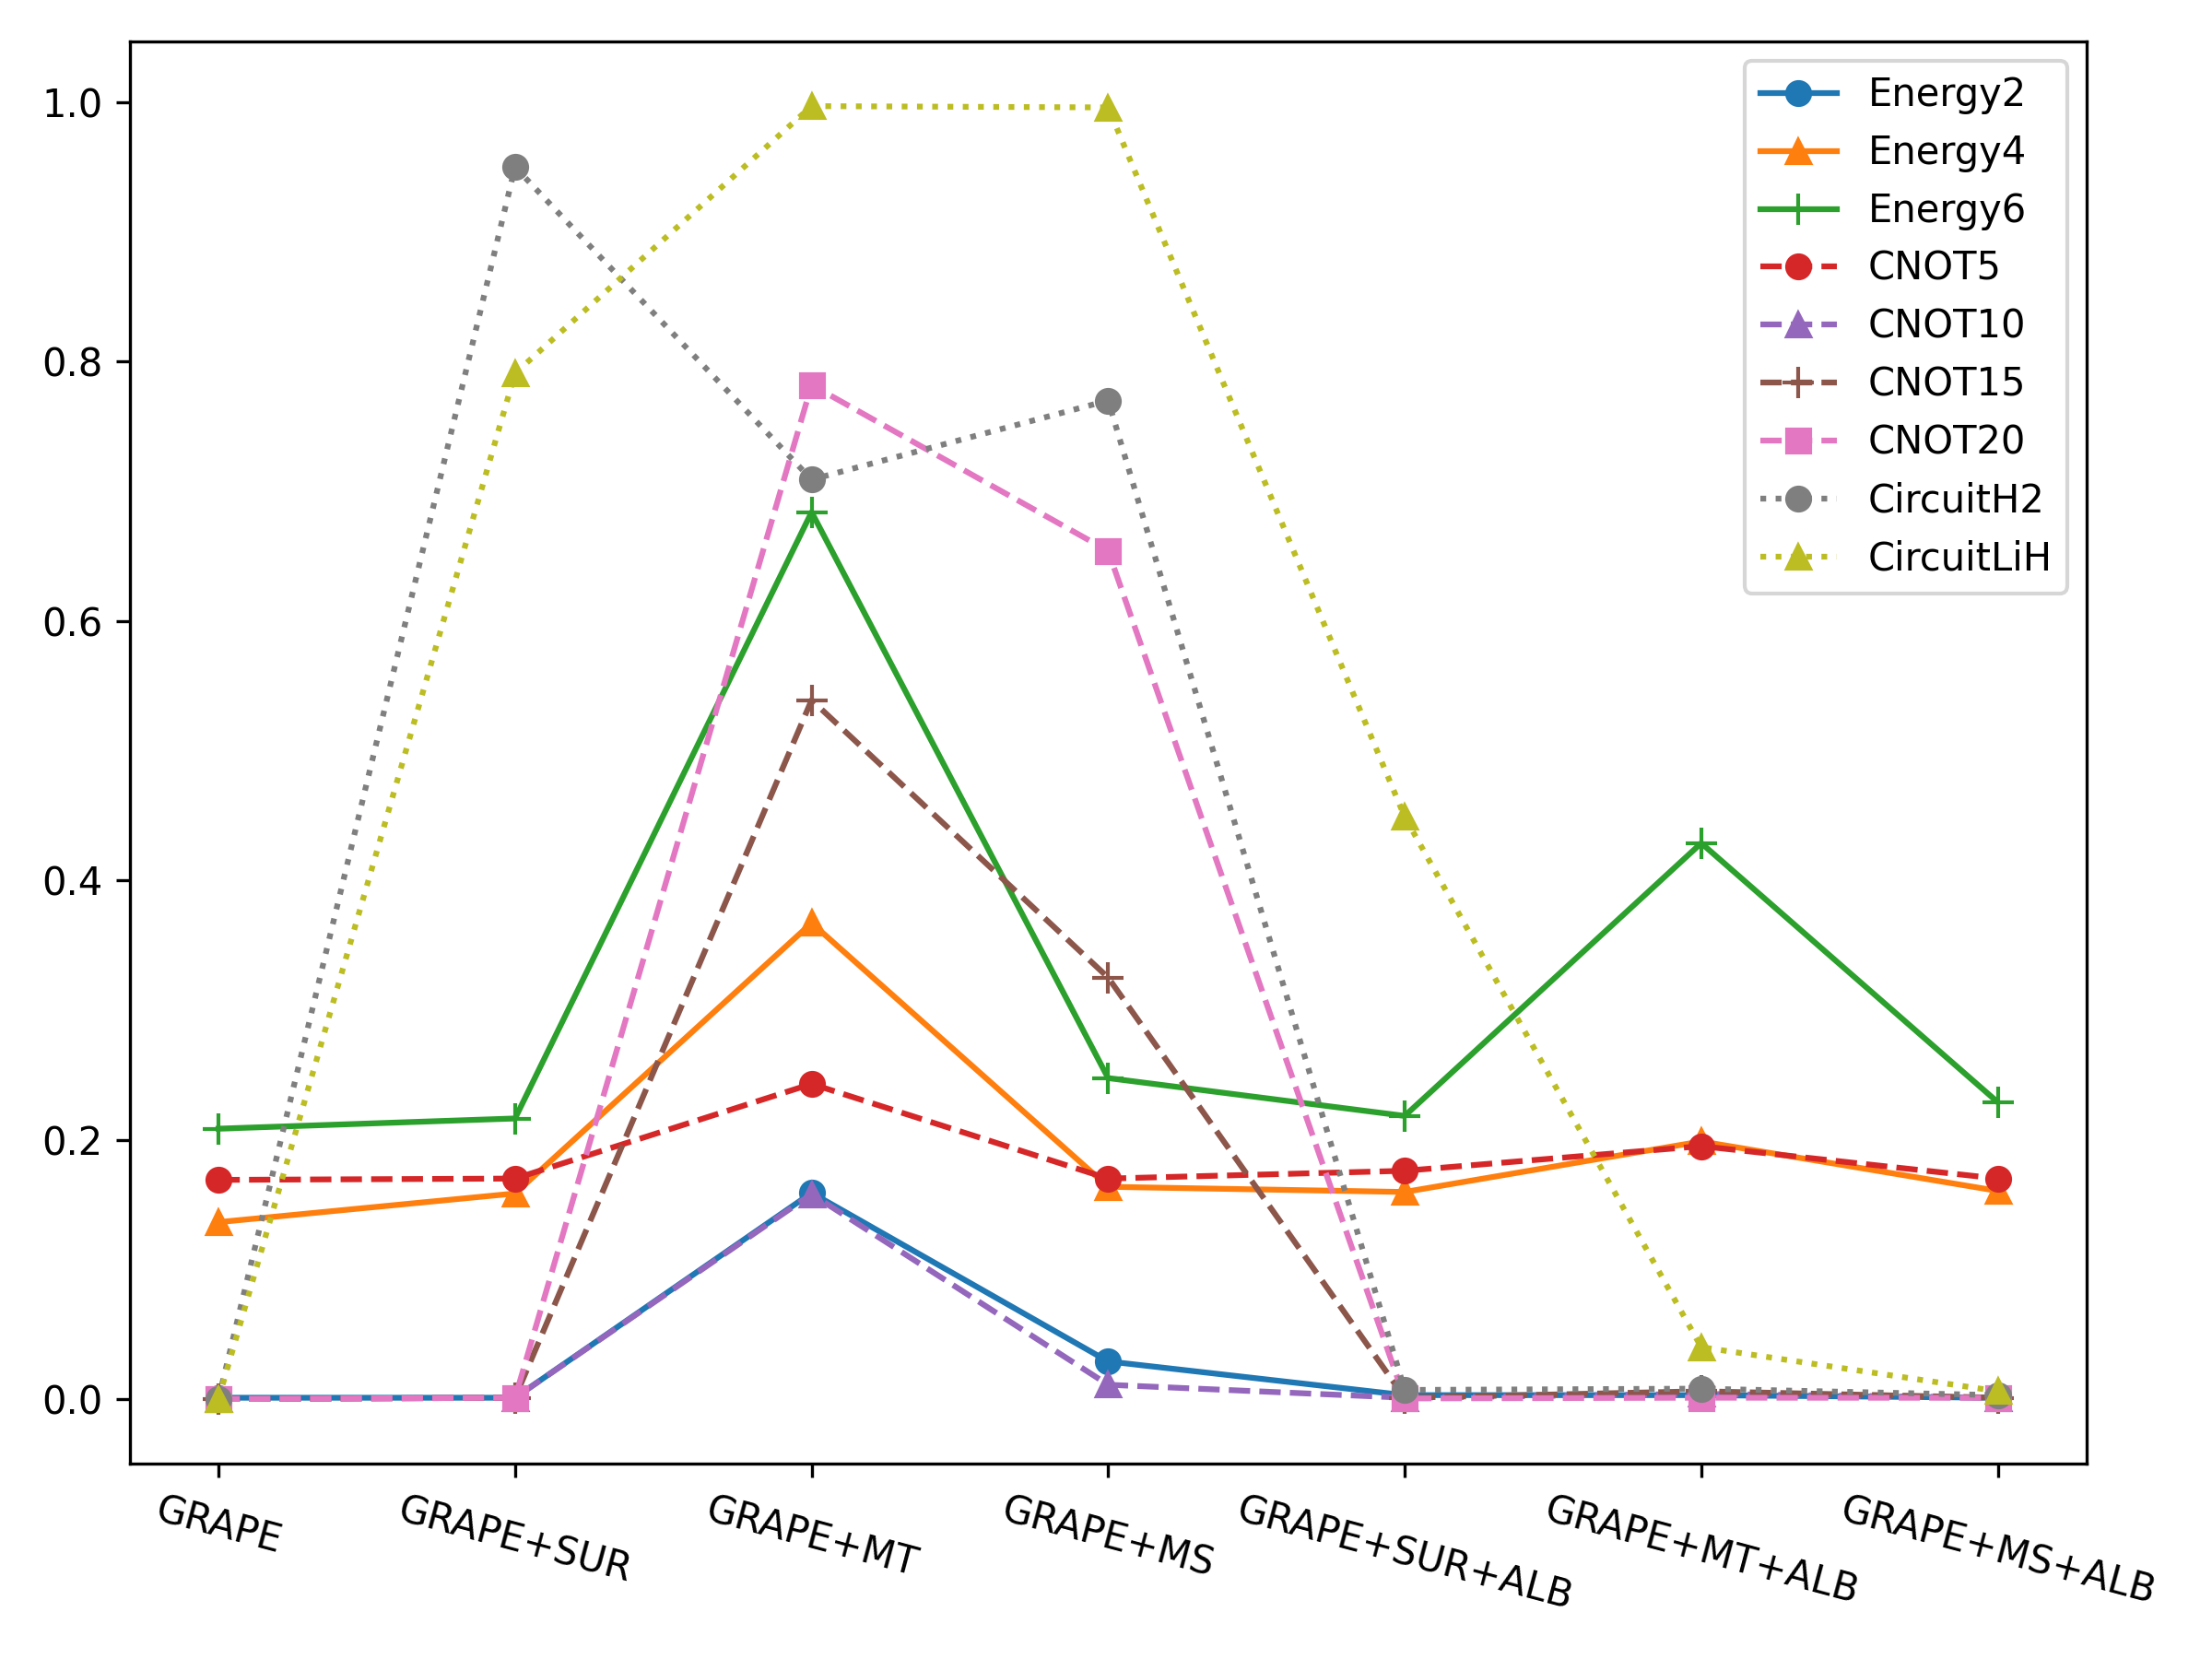 1.0
0.8
0.6
0.4
0.2
0.0
Energy2
Energy4
Energy6
CNOT5
CNOT10
CNOT15
CNOT20
CircuitH2
CircuitLiH
GRAPE
GRAPE+SUR
GRAPE+MT
GRAPE+MS
GRAPE+SUR+ALB
GRAPE+MT+ALB
GRAPE+MS+ALB